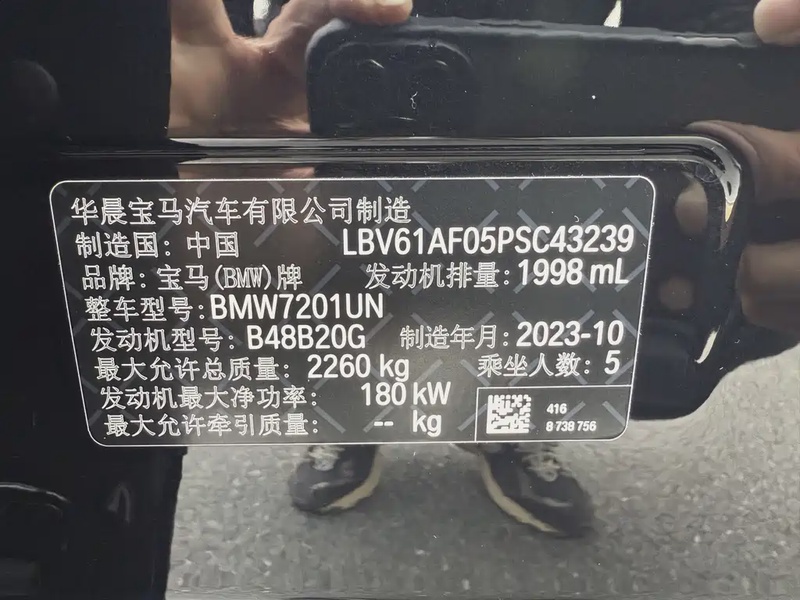 华晨宝马汽车有限公司制造
制造国: 中国 LBV61AF05PSC43239
品牌: 宝马(BMW)牌 发动机排量: 1998 mL
整车型号: BMW7201UN
发动机型号: B48B20G 制造年月: 2023-10
最大允许总质量: 2260 kg 乘坐人数: 5
发动机最大净功率: 180 kW
最大允许牵引质量: -- kg
416
8 738 756